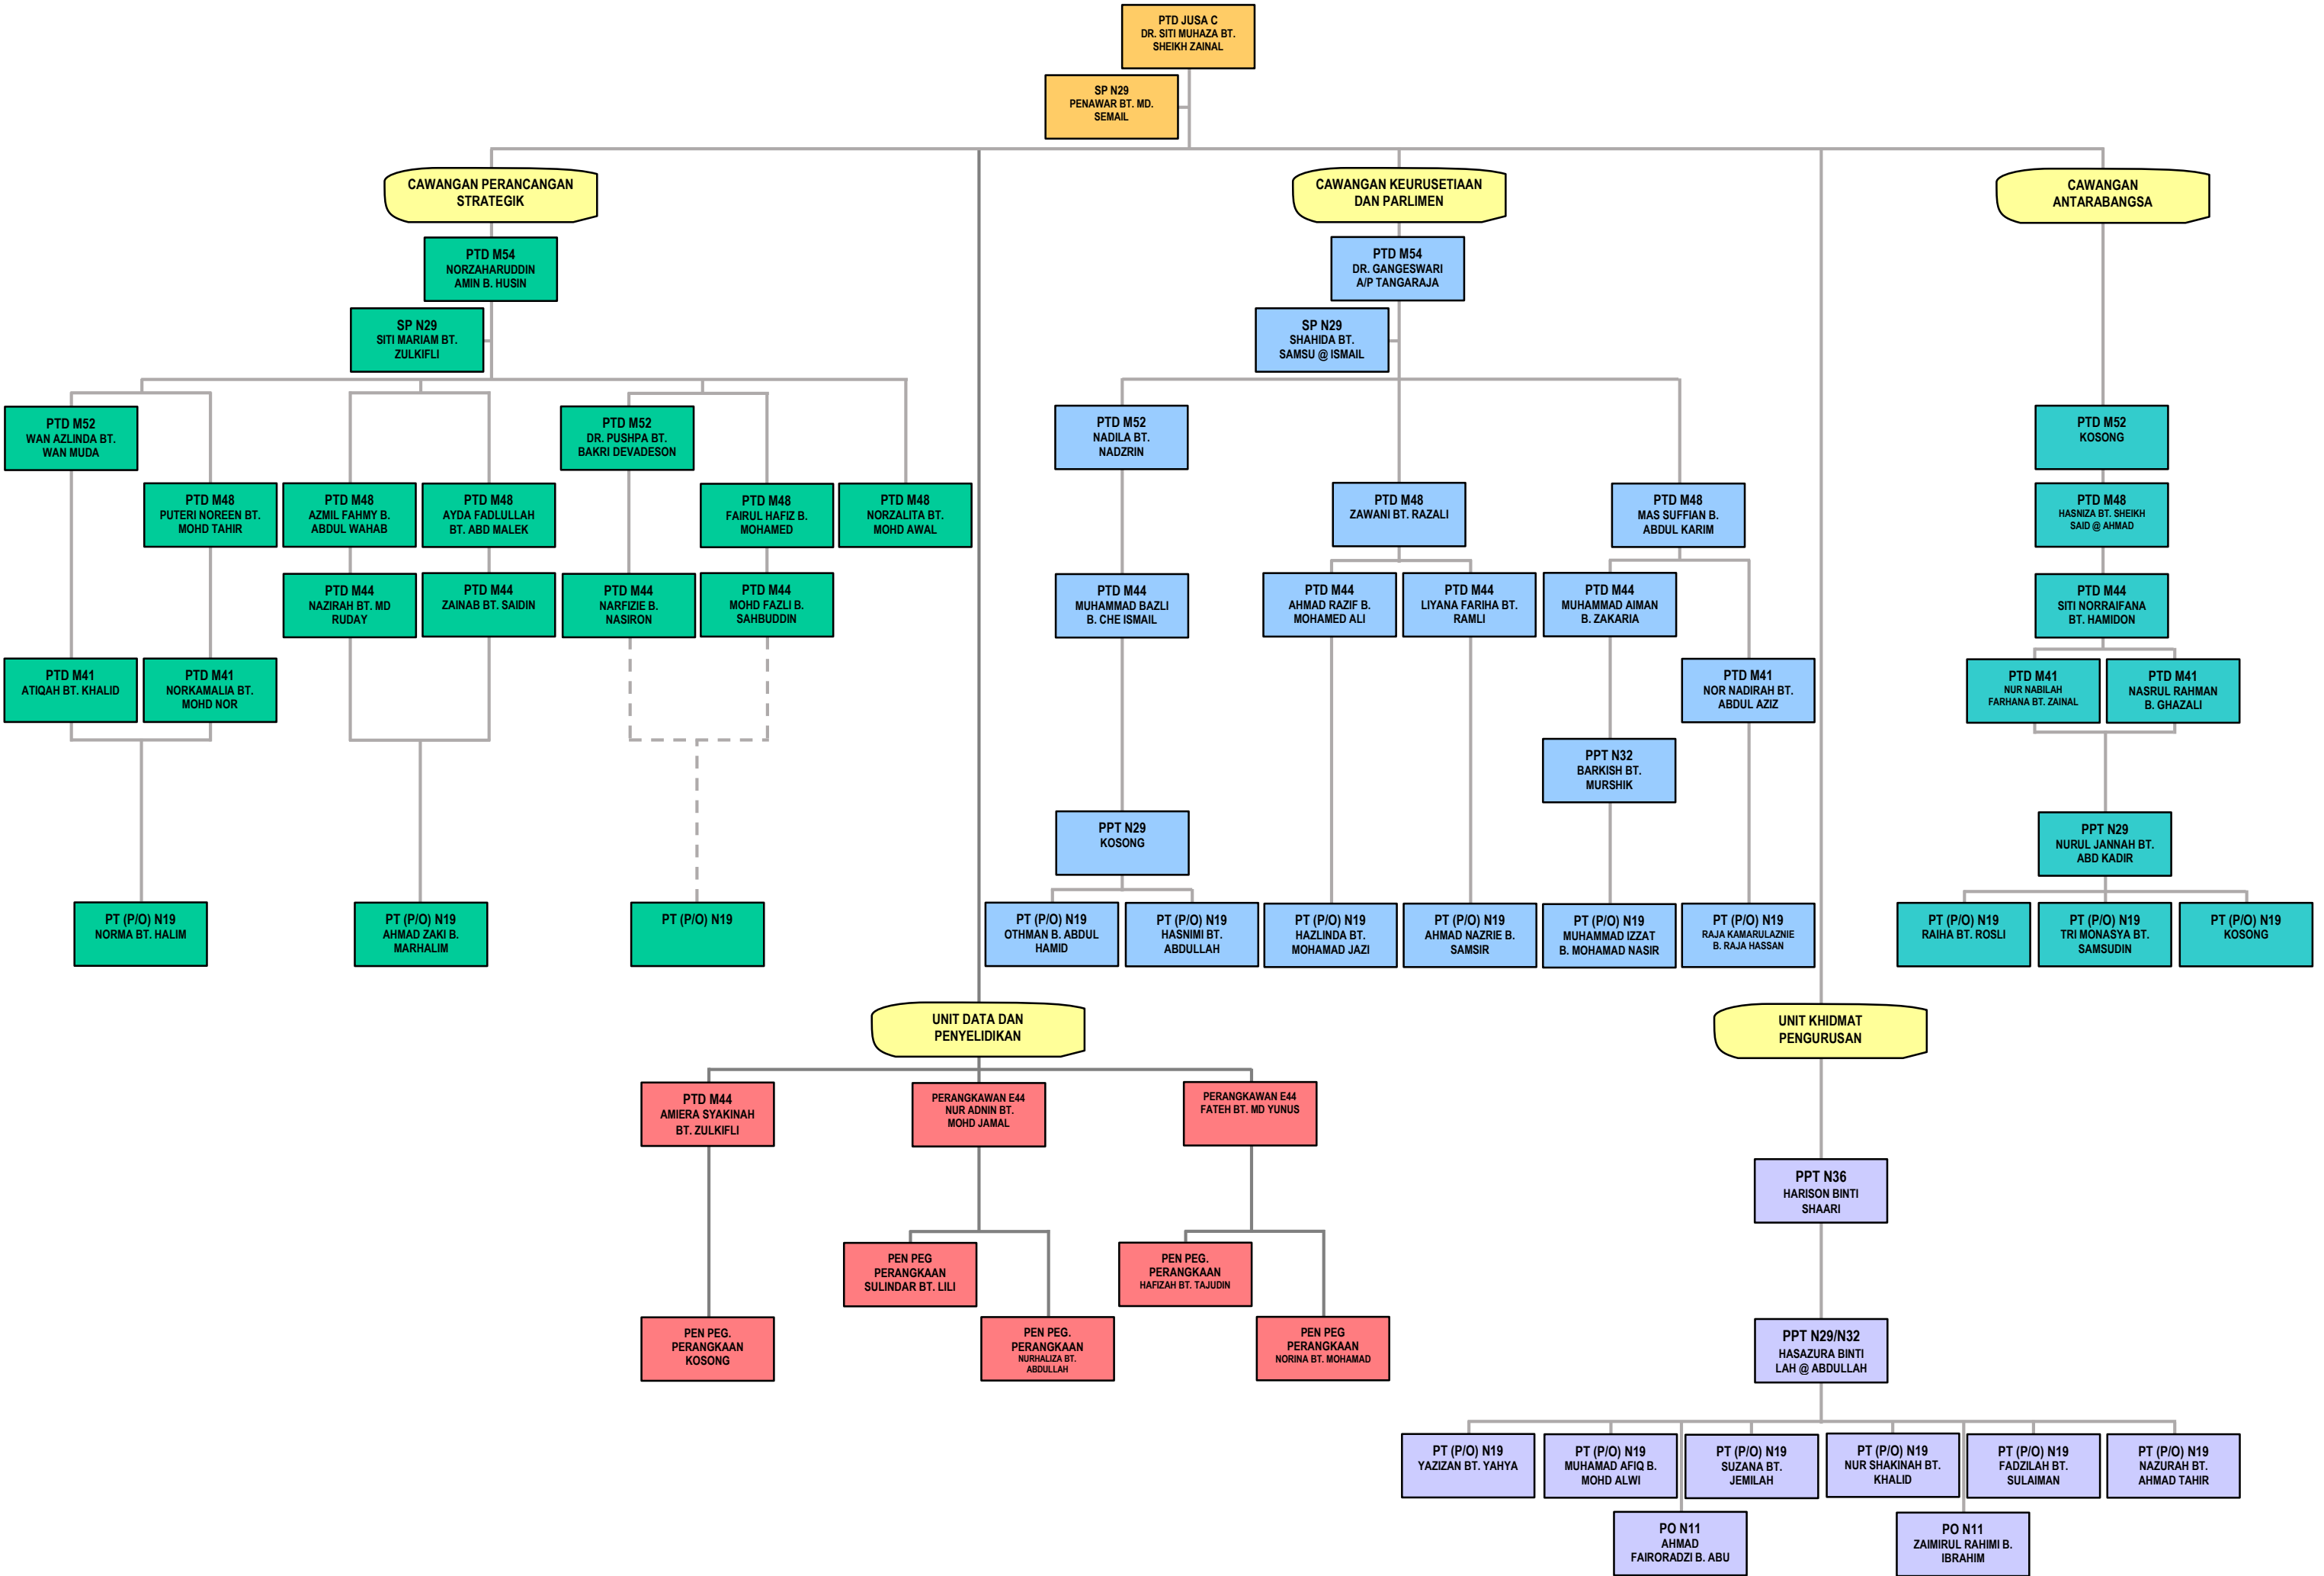 PTD JUSA C
DR. SITI MUHAZA BT.
SHEIKH ZAINAL
SP N29
PENAWAR BT. MD.
SEMAIL
CAWANGAN PERANCANGAN
STRATEGIK
CAWANGAN KEURUSETIAAN
DAN PARLIMEN
CAWANGAN
ANTARABANGSA
PTD M54
NORZAHARUDDIN
AMIN B. HUSIN
PTD M54
DR. GANGESWARI
A/P TANGARAJA
SP N29
SITI MARIAM BT.
ZULKIFLI
SP N29
SHAHIDA BT.
SAMSU @ ISMAIL
PTD M52
WAN AZLINDA BT.
WAN MUDA
PTD M52
DR. PUSHPA BT.
BAKRI DEVADESON
PTD M52
NADILA BT.
NADZRIN
PTD M52
KOSONG
PTD M48
PUTERI NOREEN BT.
MOHD TAHIR
PTD M48
AZMIL FAHMY B.
ABDUL WAHAB
PTD M48
AYDA FADLULLAH
BT. ABD MALEK
PTD M48
FAIRUL HAFIZ B.
MOHAMED
PTD M48
NORZALITA BT.
MOHD AWAL
PTD M48
ZAWANI BT. RAZALI
PTD M48
MAS SUFFIAN B.
ABDUL KARIM
PTD M48
HASNIZA BT. SHEIKH
SAID @ AHMAD
PTD M44
NAZIRAH BT. MD
RUDAY
PTD M44
ZAINAB BT. SAIDIN
PTD M44
NARFIZIE B.
NASIRON
PTD M44
MOHD FAZLI B.
SAHBUDDIN
PTD M44
MUHAMMAD BAZLI
B. CHE ISMAIL
PTD M44
AHMAD RAZIF B.
MOHAMED ALI
PTD M44
LIYANA FARIHA BT.
RAMLI
PTD M44
MUHAMMAD AIMAN
B. ZAKARIA
PTD M44
SITI NORRAIFANA
BT. HAMIDON
PTD M41
ATIQAH BT. KHALID
PTD M41
NORKAMALIA BT.
MOHD NOR
PTD M41
NOR NADIRAH BT.
ABDUL AZIZ
PTD M41
NUR NABILAH
FARHANA BT. ZAINAL
PTD M41
NASRUL RAHMAN
B. GHAZALI
PPT N32
BARKISH BT.
MURSHIK
PPT N29
KOSONG
PPT N29
NURUL JANNAH BT.
ABD KADIR
PT (P/O) N19
NORMA BT. HALIM
PT (P/O) N19
AHMAD ZAKI B.
MARHALIM
PT (P/O) N19
PT (P/O) N19
OTHMAN B. ABDUL
HAMID
PT (P/O) N19
HASNIMI BT.
ABDULLAH
PT (P/O) N19
HAZLINDA BT.
MOHAMAD JAZI
PT (P/O) N19
AHMAD NAZRIE B.
SAMSIR
PT (P/O) N19
MUHAMMAD IZZAT
B. MOHAMAD NASIR
PT (P/O) N19
RAJA KAMARULAZNIE
B. RAJA HASSAN
PT (P/O) N19
RAIHA BT. ROSLI
PT (P/O) N19
TRI MONASYA BT.
SAMSUDIN
PT (P/O) N19
KOSONG
UNIT DATA DAN
PENYELIDIKAN
UNIT KHIDMAT
PENGURUSAN
PTD M44
AMIERA SYAKINAH
BT. ZULKIFLI
PERANGKAWAN E44
NUR ADNIN BT.
MOHD JAMAL
PERANGKAWAN E44
FATEH BT. MD YUNUS
PPT N36
HARISON BINTI
SHAARI
PEN PEG
PERANGKAAN
SULINDAR BT. LILI
PEN PEG.
PERANGKAAN
HAFIZAH BT. TAJUDIN
PEN PEG.
PERANGKAAN
KOSONG
PEN PEG.
PERANGKAAN
NURHALIZA BT.
ABDULLAH
PEN PEG
PERANGKAAN
NORINA BT. MOHAMAD
PPT N29/N32
HASAZURA BINTI
LAH @ ABDULLAH
PT (P/O) N19
YAZIZAN BT. YAHYA
PT (P/O) N19
MUHAMAD AFIQ B.
MOHD ALWI
PT (P/O) N19
SUZANA BT.
JEMILAH
PT (P/O) N19
NUR SHAKINAH BT.
KHALID
PT (P/O) N19
FADZILAH BT.
SULAIMAN
PT (P/O) N19
NAZURAH BT.
AHMAD TAHIR
PO N11
AHMAD
FAIRORADZI B. ABU
PO N11
ZAIMIRUL RAHIMI B.
IBRAHIM